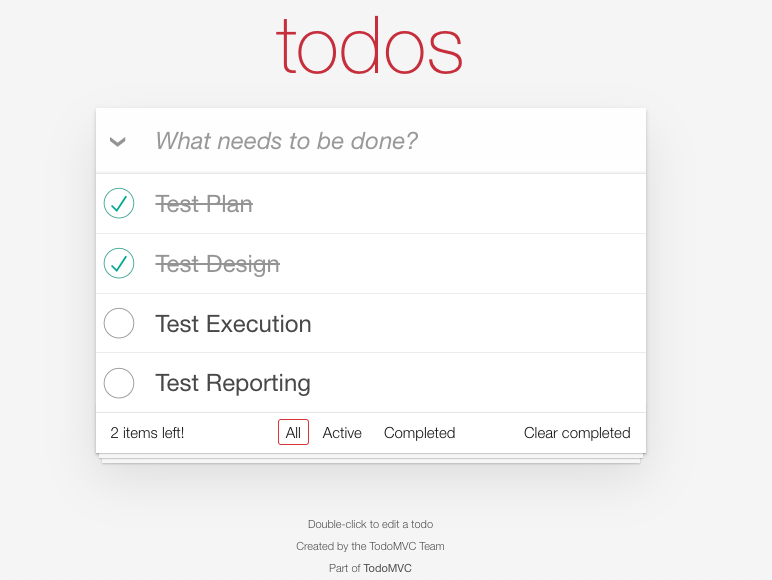 todos
What needs to be done?
Test Plan
Test Design
Test Execution
Test Reporting
2 items left! All Active Completed Clear completed
Double-click to edit a todo
Created by the TodoMVC Team
Part of TodoMVC